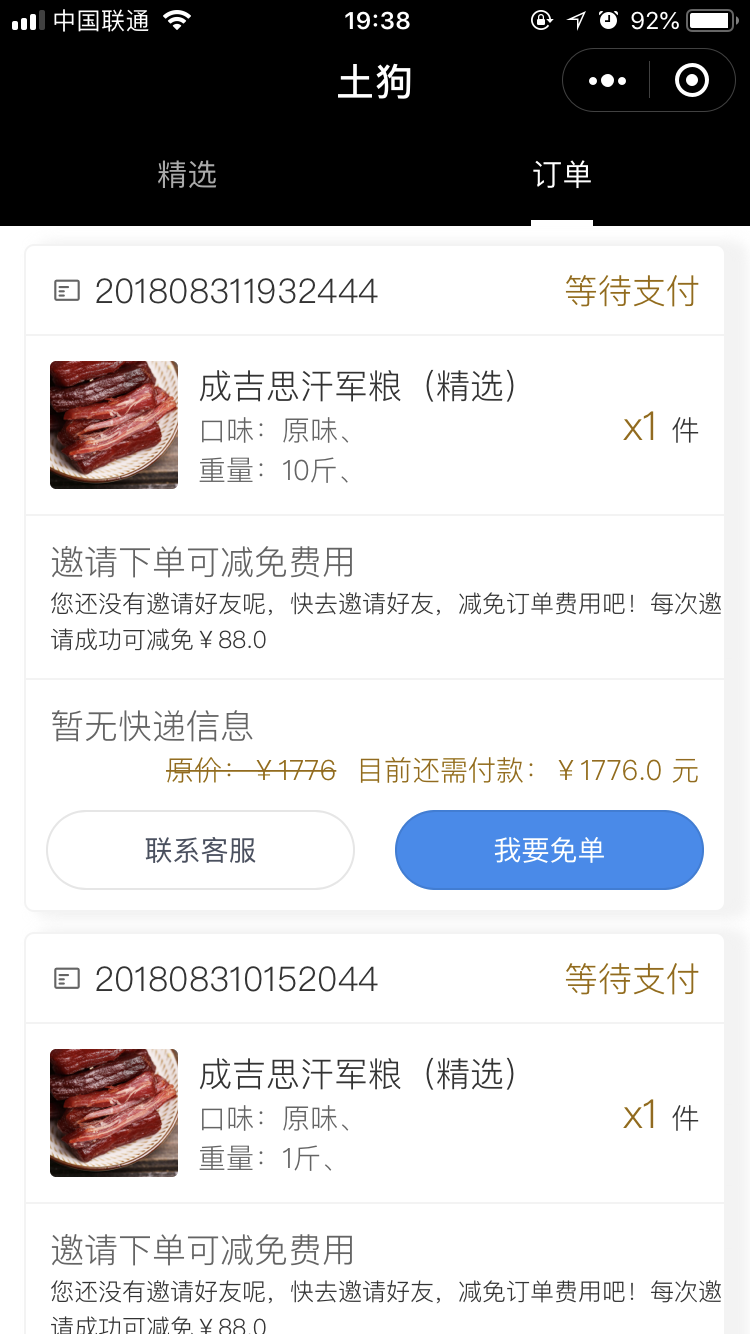 中国联通 19:38 92%
土狗
精选 订单
201808311932444 等待支付
成吉思汗军粮（精选）
口味：原味、
x1 件
重量：10斤、
邀请下单可减免费用
您还没有邀请好友呢，快去邀请好友，减免订单费用吧！每次邀
请成功可减免￥88.0
暂无快递信息
原价：￥1776 目前还需付款：￥1776.0 元
联系客服 我要免单
201808310152044 等待支付
成吉思汗军粮（精选）
口味：原味、
x1 件
重量：1斤、
邀请下单可减免费用
您还没有邀请好友呢，快去邀请好友，减免订单费用吧！每次邀
请成功可减免￥88.0